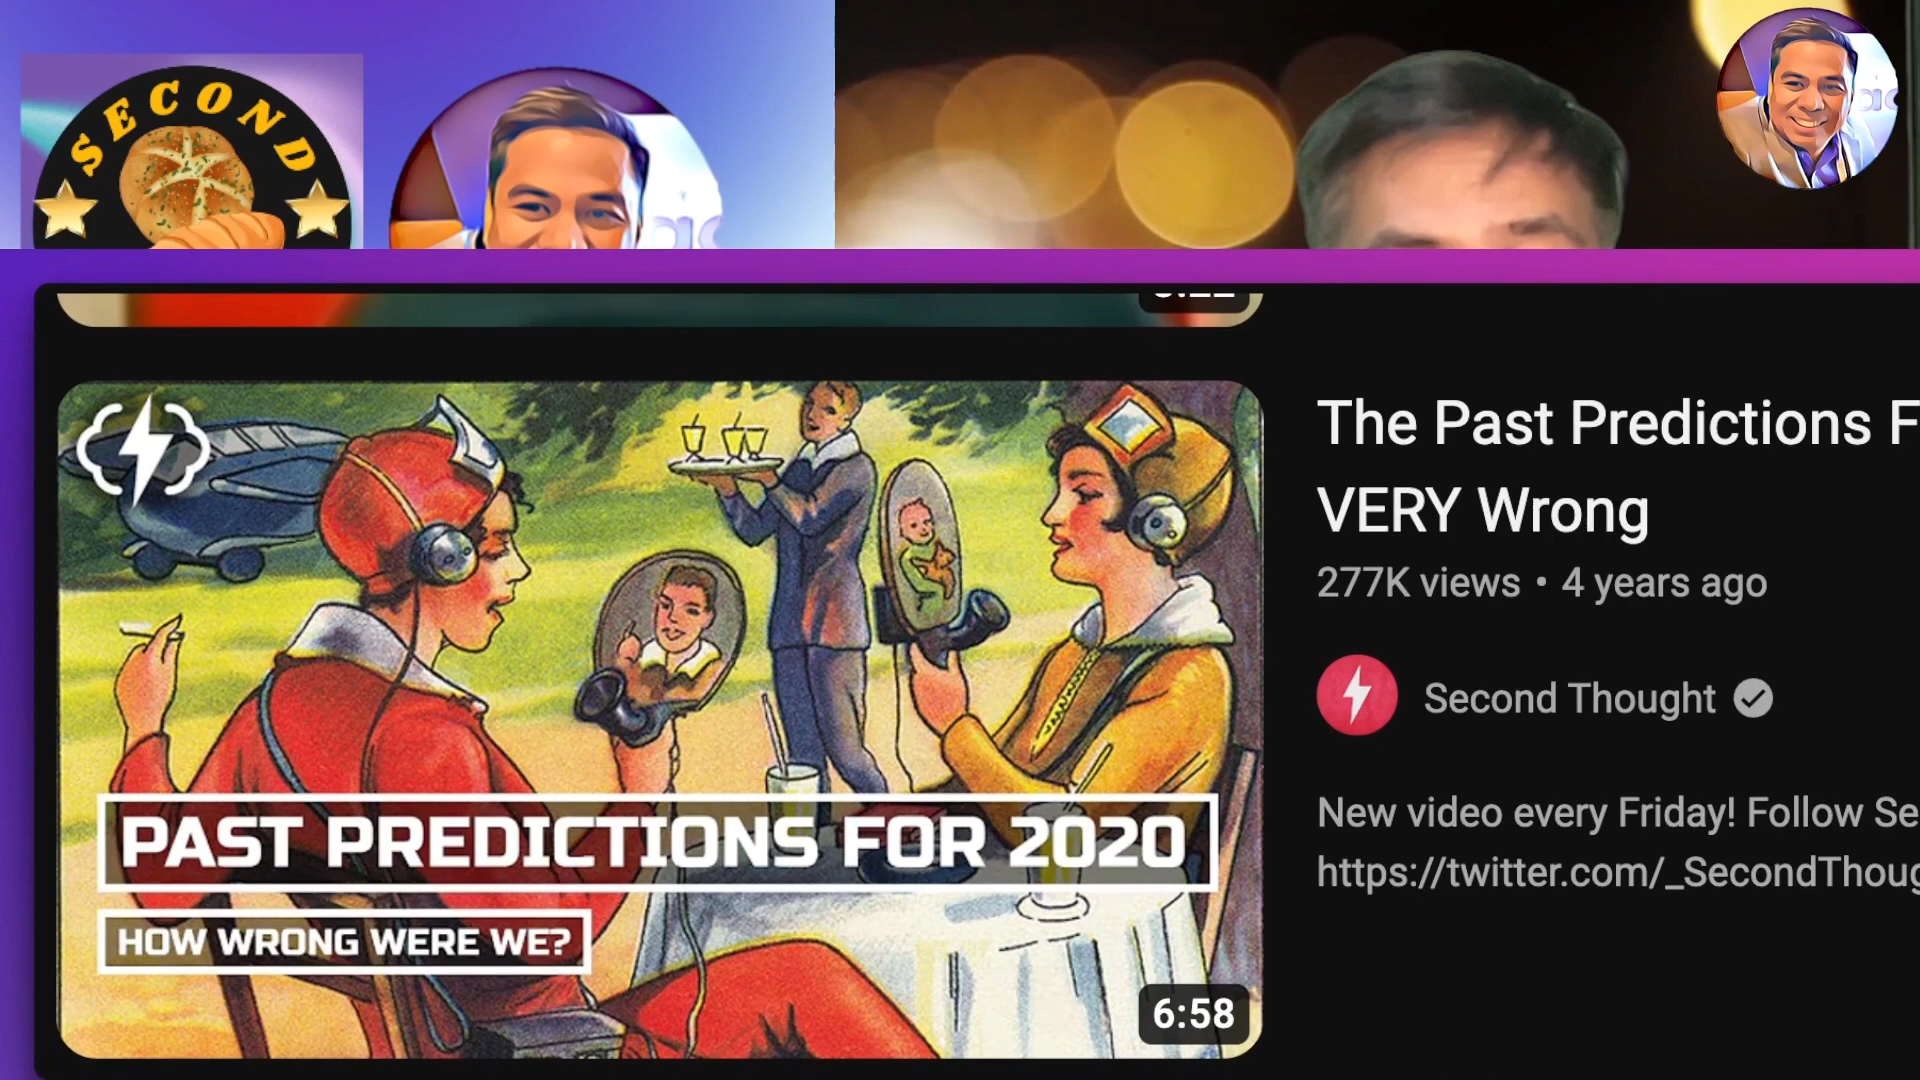 SECOND
The Past Predictions F
VERY Wrong
277K views • 4 years ago
Second Thought
New video every Friday! Follow Se
https://twitter.com/_SecondThoug
PAST PREDICTIONS FOR 2020
HOW WRONG WERE WE?
6:58